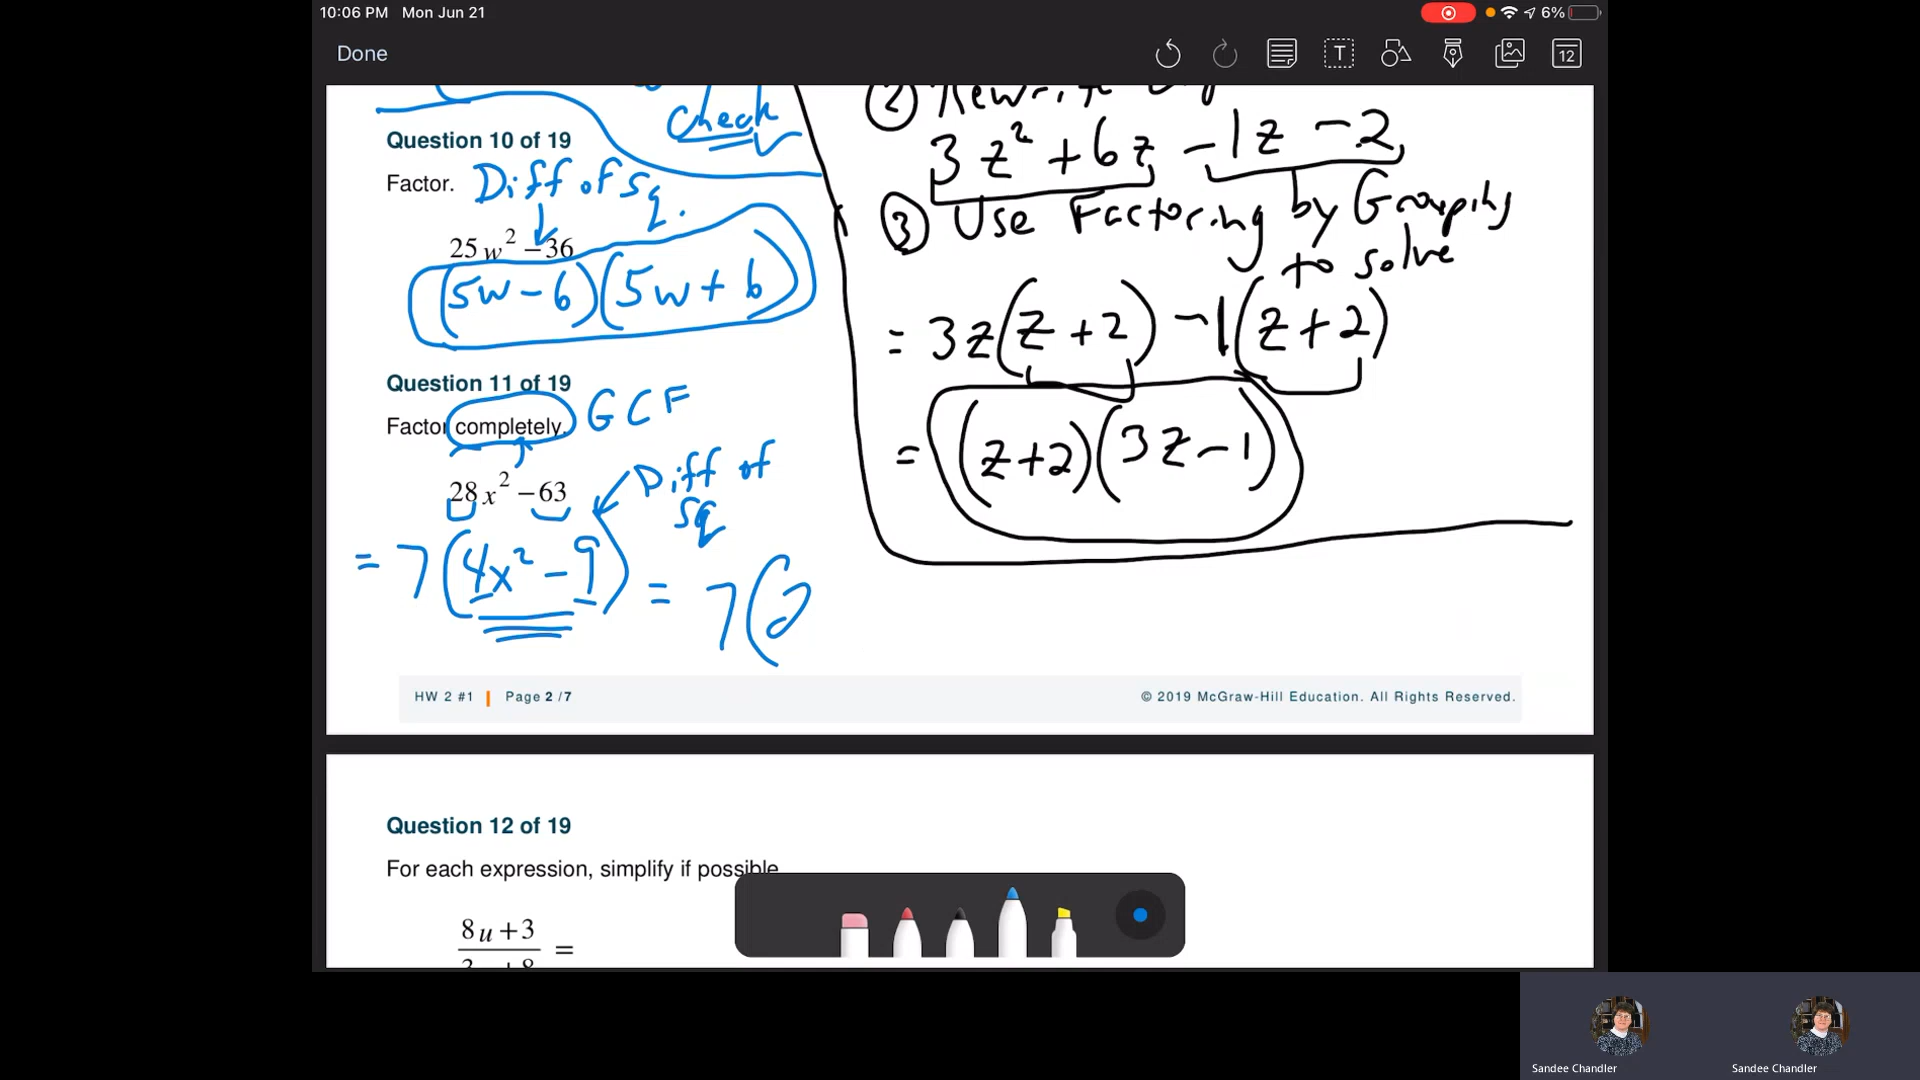 10:06 PM Mon Jun 21
6%
Done
T
12
check
Question 10 of 19
Factor. Diff of sq.
25w² −36
(5w − 6)(5w + 6)
Question 11 of 19
Factor completely. GCF
28x² −63
Diff of
sq
= 7(4x² − 9) = 7(2
② Rewrite
3z² + 6z − 1z − 2
③ Use Factoring by Grouping
to solve
= 3z(z + 2) − 1(z + 2)
= (z + 2)(3z − 1)
HW 2 #1 | Page 2 /7
© 2019 McGraw-Hill Education. All Rights Reserved.
Question 12 of 19
For each expression, simplify if possible
8u +3
=
Sandee Chandler
Sandee Chandler